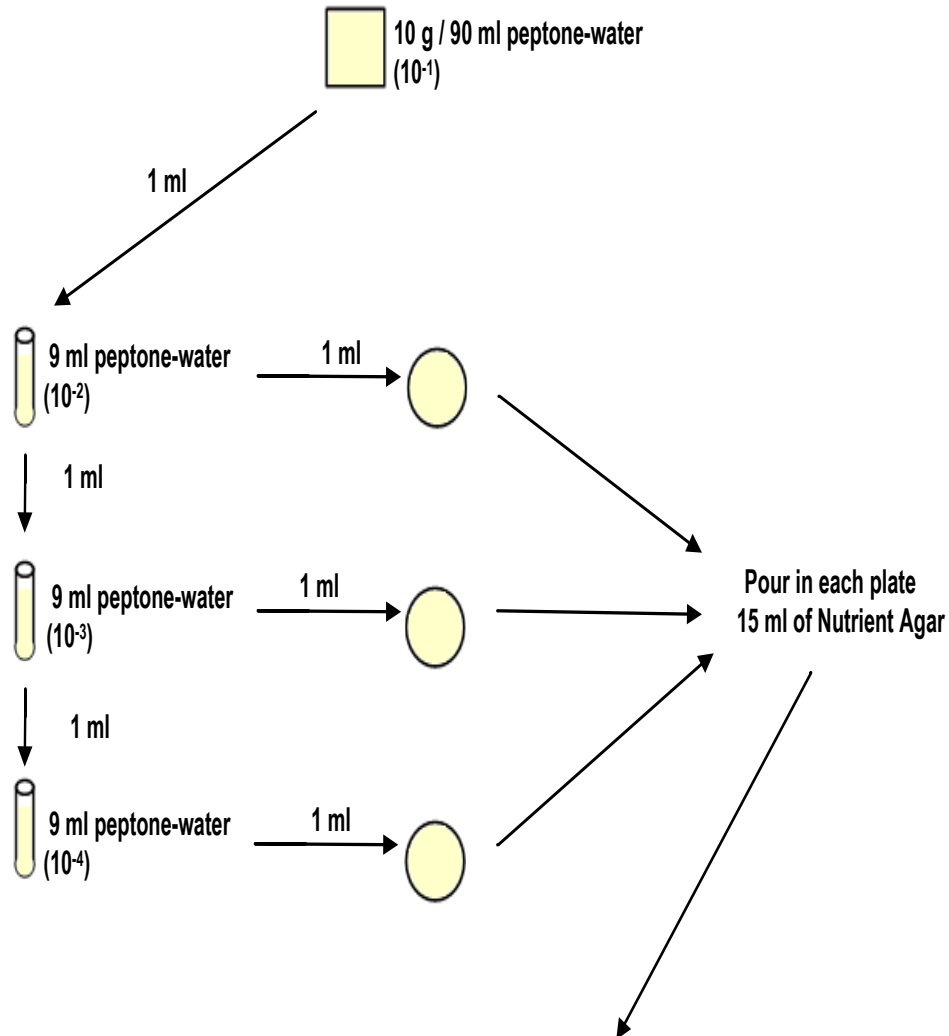 10 g / 90 ml peptone-water
(10⁻¹)
1 ml
9 ml peptone-water
(10⁻²)
1 ml
1 ml
9 ml peptone-water
(10⁻³)
1 ml
Pour in each plate
15 ml of Nutrient Agar
1 ml
9 ml peptone-water
(10⁻⁴)
1 ml